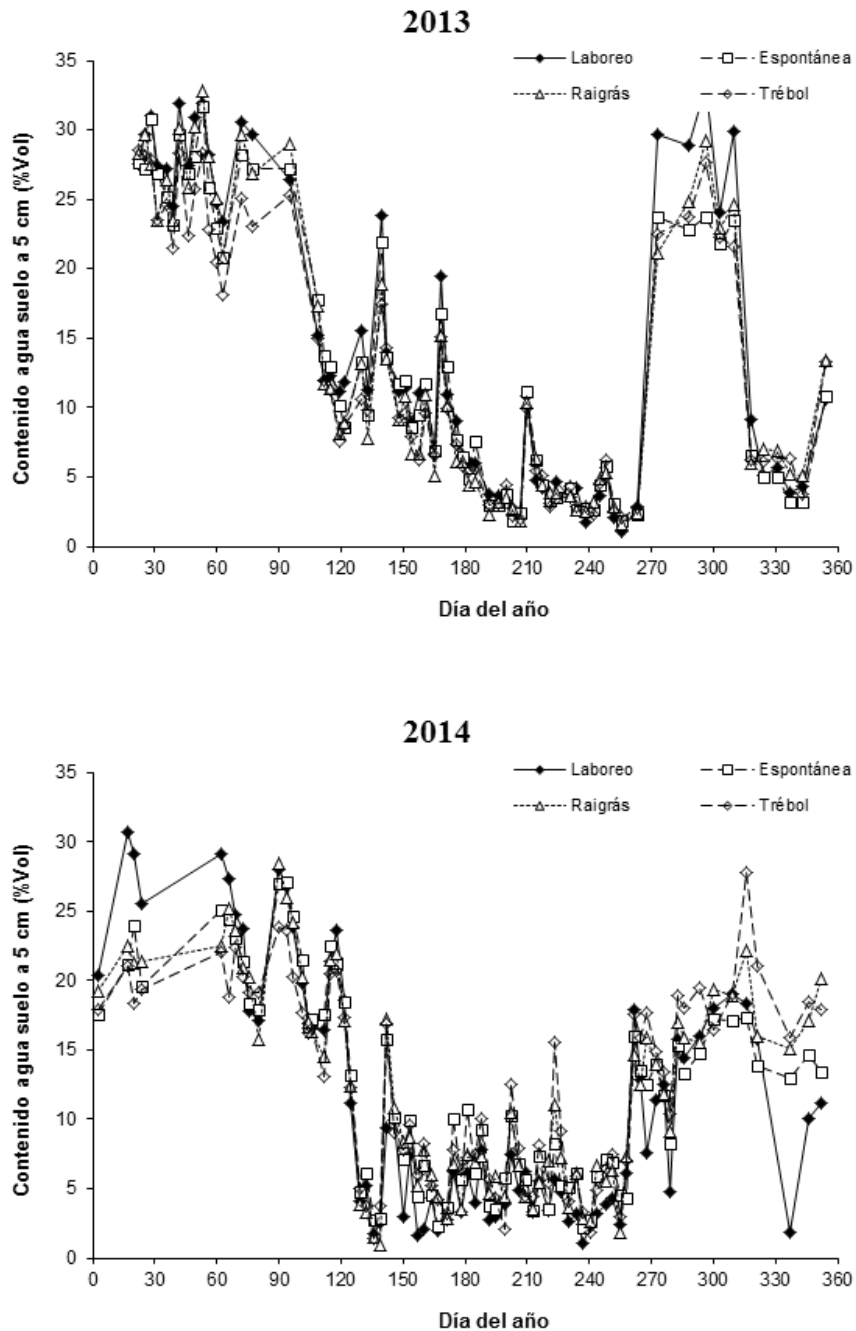 2013
Laboreo Espontánea
Raigrás Trébol
Contenido agua suelo a 5 cm (%Vol)
35
30
25
20
15
10
5
0
0 30 60 90 120 150 180 210 240 270 300 330 360
Día del año
2014
Laboreo Espontánea
Raigrás Trébol
Contenido agua suelo a 5 cm (%Vol)
35
30
25
20
15
10
5
0
0 30 60 90 120 150 180 210 240 270 300 330 360
Día del año